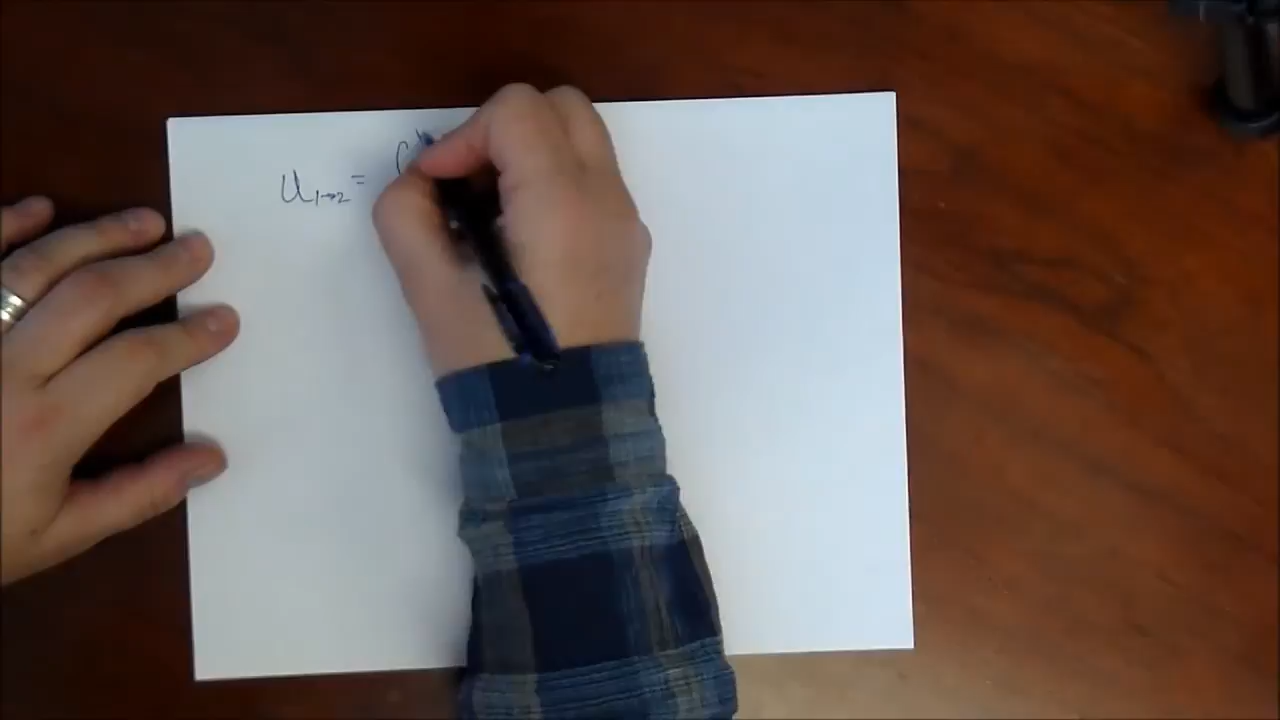 U₁→₂ = ∫